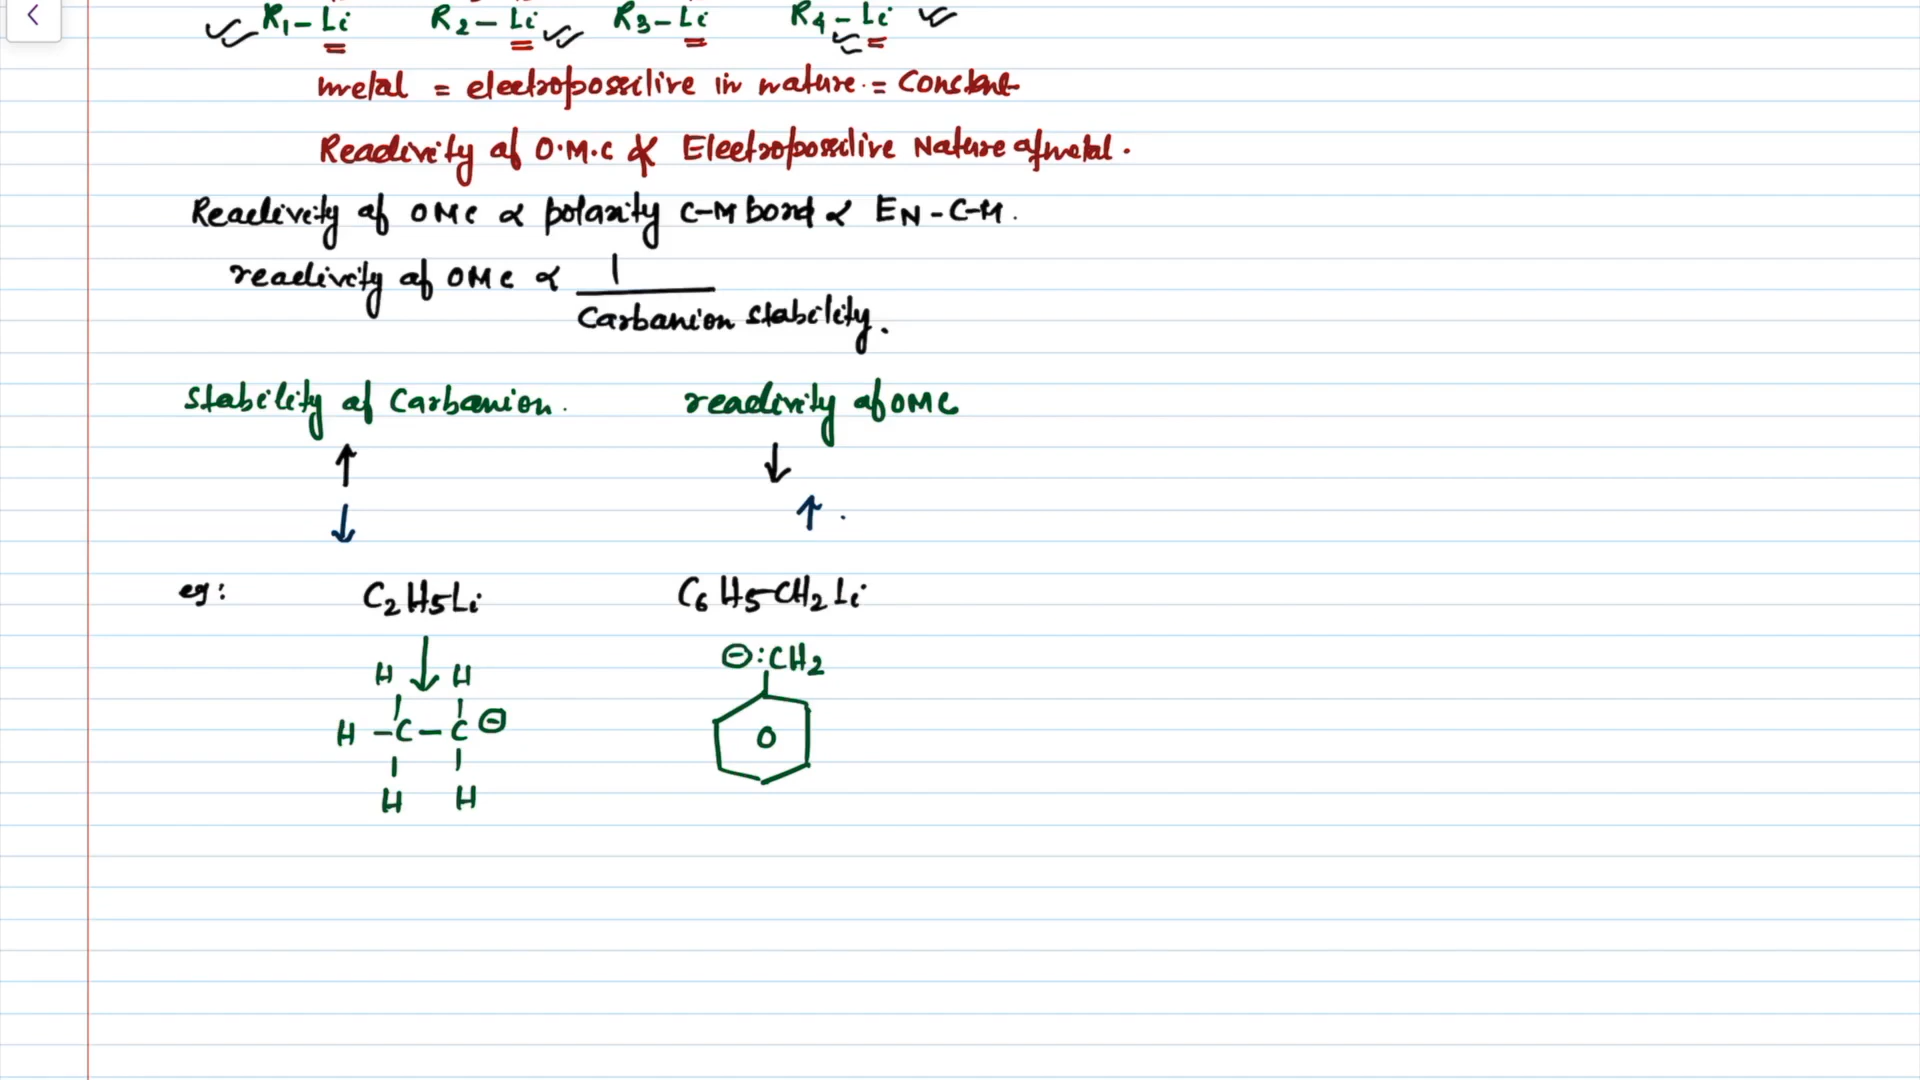 R1-Li R2-Li R3-Li R4-Li
metal = electropossitive in nature. = Constant
Reactivity of O.M.C ∝ Electropossitive Nature of metal.
Reactivity of OMC ∝ polarity C-M bond ∝ EN-C-M.
reactivity of OMC ∝ 1
Carbanion stability.
Stability of Carbanion. reactivity of OMC
↑ ↓
↓ ↑ .
eg: C2H5Li C6H5-CH2Li
⊖:CH2
H H
H-C-C⊖
H H